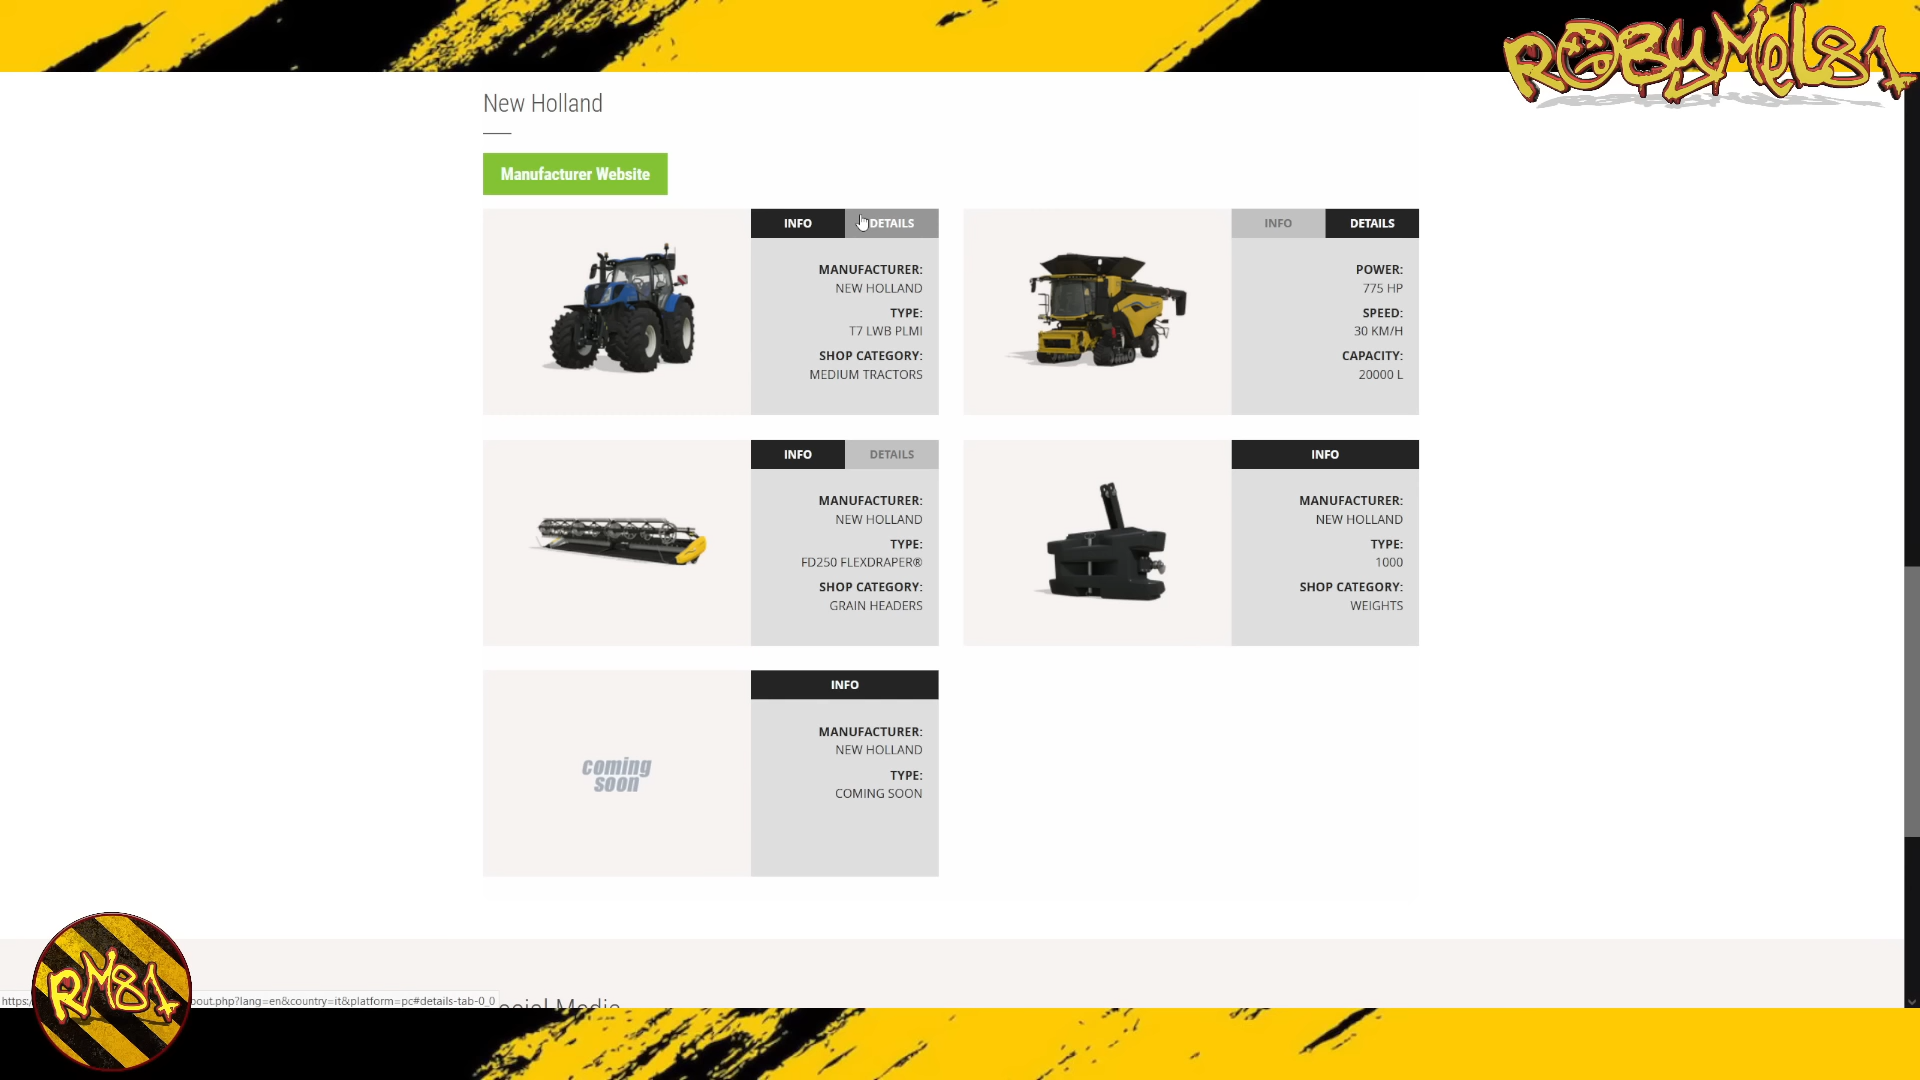 RobyMel81
New Holland
Manufacturer Website
INFO
DETAILS
MANUFACTURER:
NEW HOLLAND
TYPE:
T7 LWB PLMI
SHOP CATEGORY:
MEDIUM TRACTORS
INFO
DETAILS
POWER:
775 HP
SPEED:
30 KM/H
CAPACITY:
20000 L
INFO
DETAILS
MANUFACTURER:
NEW HOLLAND
TYPE:
FD250 FLEXDRAPER®
SHOP CATEGORY:
GRAIN HEADERS
INFO
MANUFACTURER:
NEW HOLLAND
TYPE:
1000
SHOP CATEGORY:
WEIGHTS
coming
soon
INFO
MANUFACTURER:
NEW HOLLAND
TYPE:
COMING SOON
RM81
https:/ bout.php?lang=en&country=it&platform=pc#details-tab-0_0
Media